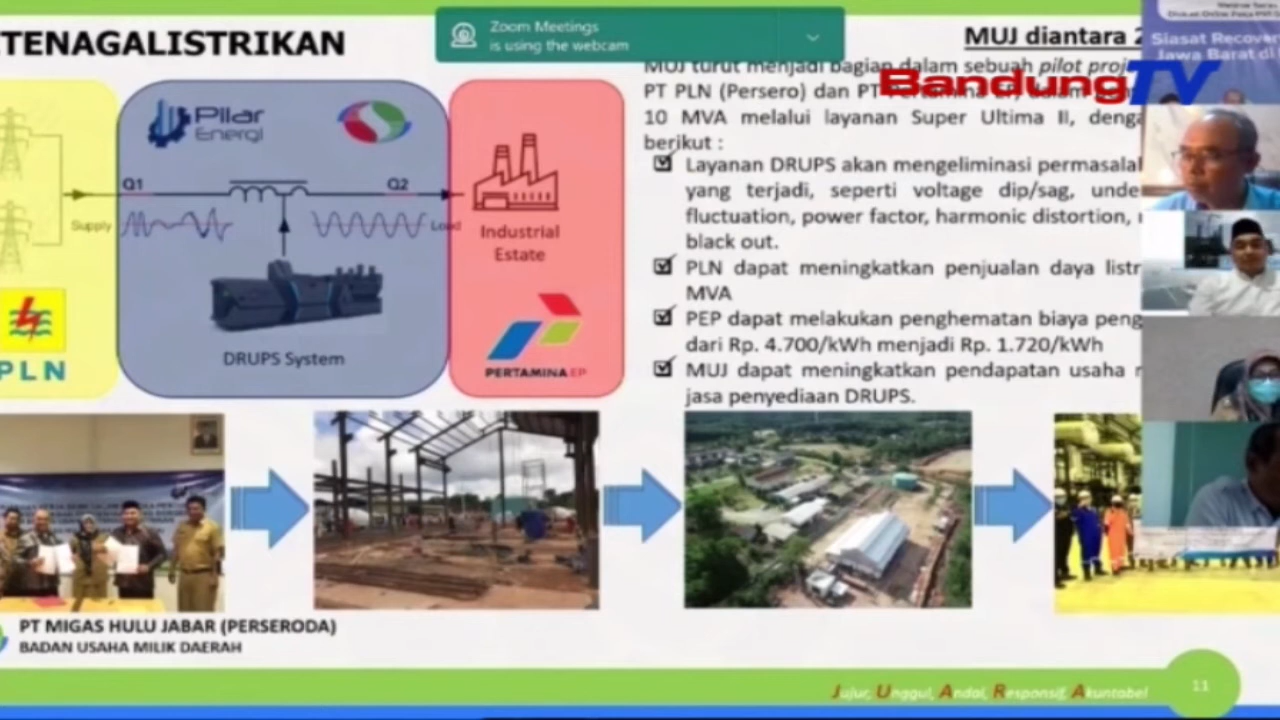 TENAGALISTRIKAN
Zoom Meetings
is using the webcam
MUJ diantara 2
Siasat Recover
Jawa Barat di
BandungTV
MUJ turut menjadi bagian dalam sebuah pilot proj
PT PLN (Persero) dan PT Pertamina EP, dalam
10 MVA melalui layanan Super Ultima II, denga
berikut :
Layanan DRUPS akan mengeliminasi permasalal
yang terjadi, seperti voltage dip/sag, unde
fluctuation, power factor, harmonic distortion,
black out.
PLN dapat meningkatkan penjualan daya listr
MVA
PEP dapat melakukan penghematan biaya peng
dari Rp. 4.700/kWh menjadi Rp. 1.720/kWh
MUJ dapat meningkatkan pendapatan usaha
jasa penyediaan DRUPS.
Pilar
Energi
Q1
Q2
Supply
Load
Industrial
Estate
DRUPS System
PLN
PERTAMINA EP
PT MIGAS HULU JABAR (PERSERODA)
BADAN USAHA MILIK DAERAH
Jujur, Unggul, Andal, Responsif, Akuntabel
11